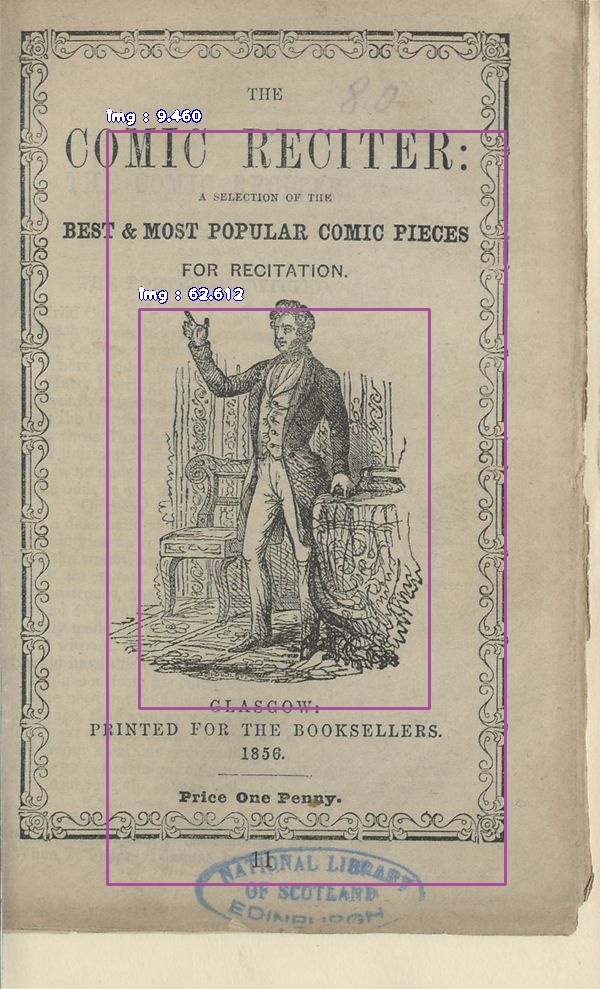 80
THE
img : 9.460
COMIC RECITER:
A SELECTION OF THE
BEST & MOST POPULAR COMIC PIECES
FOR RECITATION.
img : 62.612
GLASGOW:
PRINTED FOR THE BOOKSELLERS.
1856.
Price One Penny.
11
NATIONAL LIBRARY
OF SCOTLAND
EDINBURGH